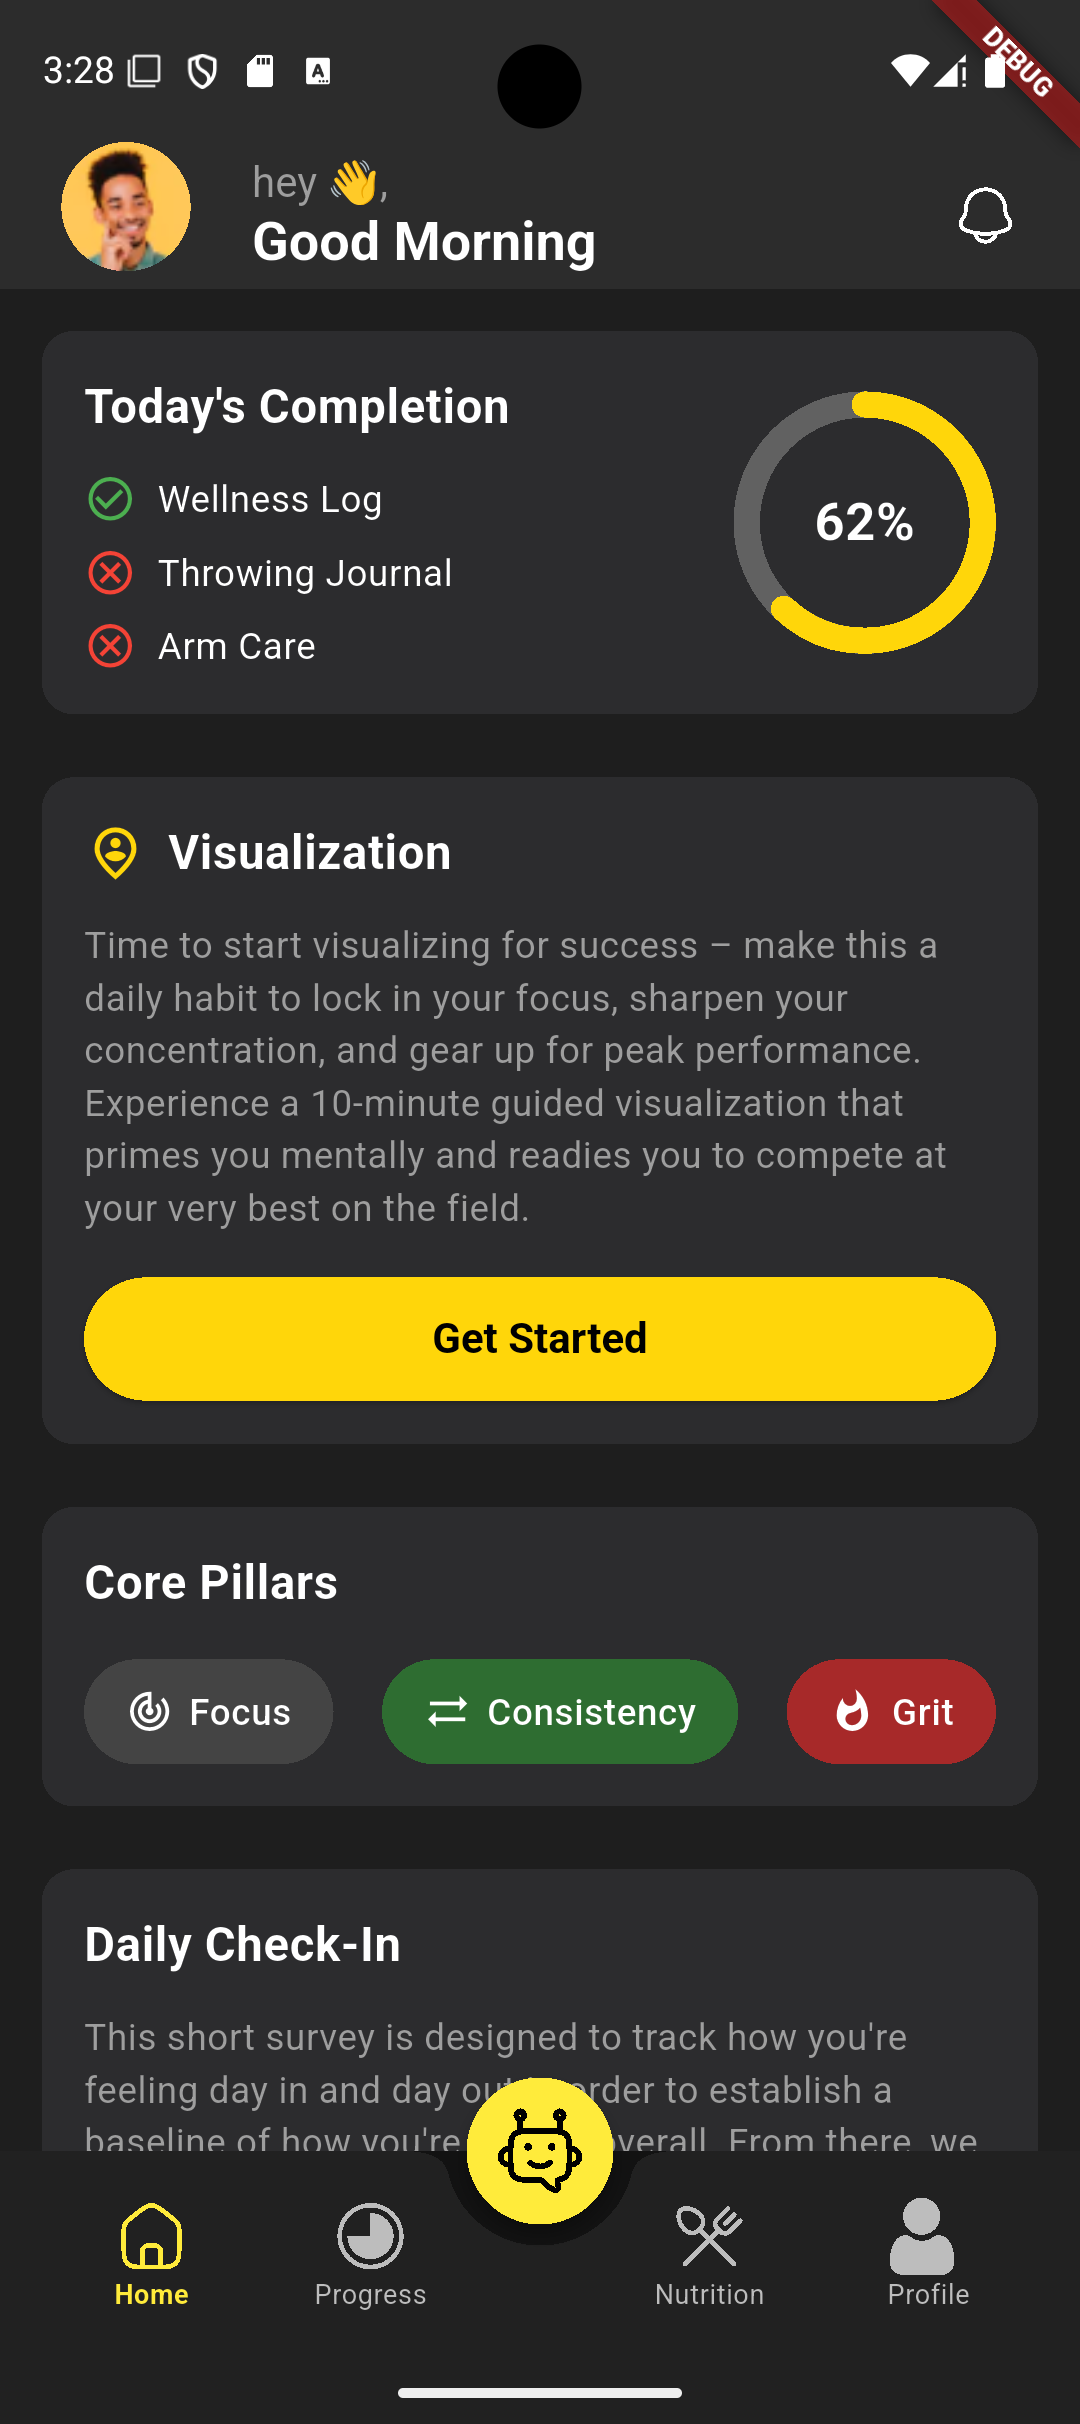 3:28
DEBUG
hey 👋,
Good Morning
Today's Completion
Wellness Log
Throwing Journal
Arm Care
62%
Visualization
Time to start visualizing for success – make this a
daily habit to lock in your focus, sharpen your
concentration, and gear up for peak performance.
Experience a 10-minute guided visualization that
primes you mentally and readies you to compete at
your very best on the field.
Get Started
Core Pillars
Focus
Consistency
Grit
Daily Check-In
This short survey is designed to track how you're
feeling day in and day out order to establish a
baseline of how you're overall. From there, we
Home
Progress
Nutrition
Profile